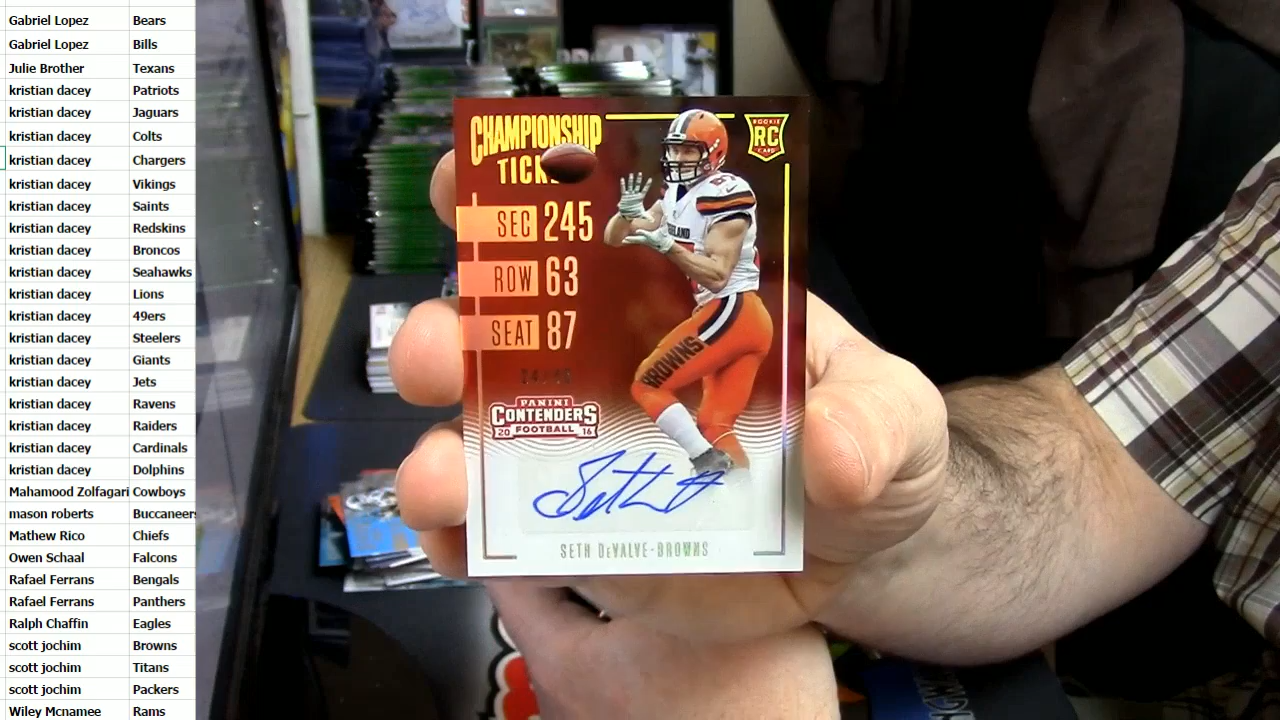 Gabriel Lopez Bears
Gabriel Lopez Bills
Julie Brother Texans
kristian dacey Patriots
kristian dacey Jaguars
kristian dacey Colts
kristian dacey Chargers
kristian dacey Vikings
kristian dacey Saints
kristian dacey Redskins
kristian dacey Broncos
kristian dacey Seahawks
kristian dacey Lions
kristian dacey 49ers
kristian dacey Steelers
kristian dacey Giants
kristian dacey Jets
kristian dacey Ravens
kristian dacey Raiders
kristian dacey Cardinals
kristian dacey Dolphins
Mahamood Zolfagari Cowboys
mason roberts Buccaneers
Mathew Rico Chiefs
Owen Schaal Falcons
Rafael Ferrans Bengals
Rafael Ferrans Panthers
Ralph Chaffin Eagles
scott jochim Browns
scott jochim Titans
scott jochim Packers
Wiley Mcnamee Rams
CHAMPIONSHIP
ROOKIE
RC
CARD
SEC 245
ROW 63
SEAT 87
BROWNS
PANINI
CONTENDERS
2016 FOOTBALL
SETH DeVALVE-BROWNS